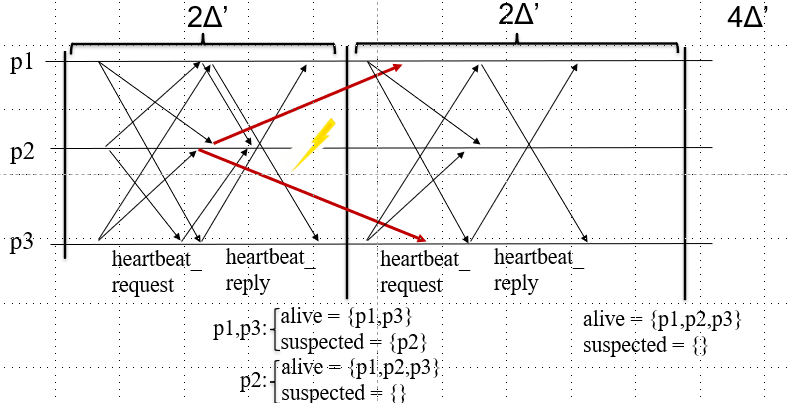 2Δ’ 2Δ’ 4Δ’
p1
p2
p3
heartbeat_ heartbeat_ heartbeat_ heartbeat_
request reply request reply
p1,p3: alive = {p1,p3}
suspected = {p2}
p2: alive = {p1,p2,p3}
suspected = {}
alive = {p1,p2,p3}
suspected = {}